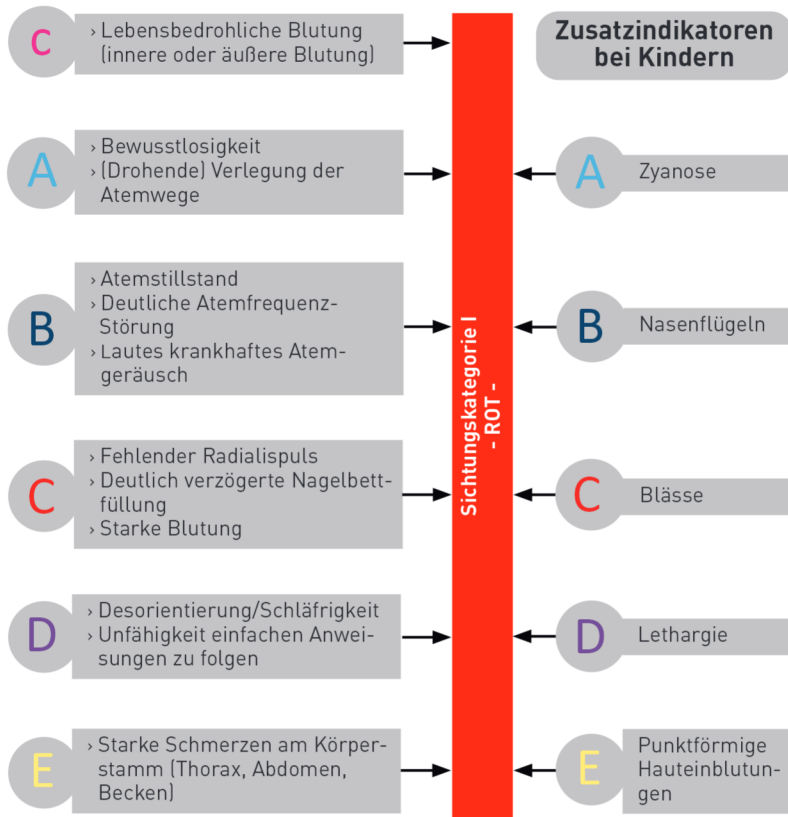 c
› Lebensbedrohliche Blutung
(innere oder äußere Blutung)
A
› Bewusstlosigkeit
› (Drohende) Verlegung der
Atemwege
B
› Atemstillstand
› Deutliche Atemfrequenz-
Störung
› Lautes krankhaftes Atem-
geräusch
C
› Fehlender Radialispuls
› Deutlich verzögerte Nagelbett-
füllung
› Starke Blutung
D
› Desorientierung/Schläfrigkeit
› Unfähigkeit einfachen Anwei-
sungen zu folgen
E
› Starke Schmerzen am Körper-
stamm (Thorax, Abdomen,
Becken)
Sichtungskategorie I
- ROT -
Zusatzindikatoren
bei Kindern
A
Zyanose
B
Nasenflügeln
C
Blässe
D
Lethargie
E
Punktförmige
Hauteinblutun-
gen